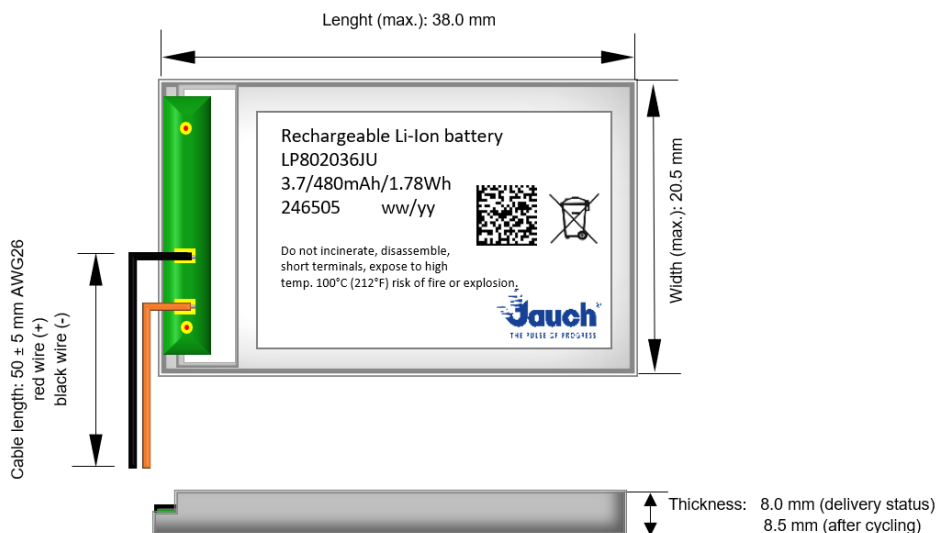 Lenght (max.): 38.0 mm
Rechargeable Li-Ion battery
LP802036JU
3.7/480mAh/1.78Wh
246505 ww/yy
Do not incinerate, disassemble,
short terminals, expose to high
temp. 100°C (212°F) risk of fire or explosion.
Jauch
THE PULSE OF PROGRESS
Width (max.): 20.5 mm
Cable length: 50 ± 5 mm AWG26
red wire (+)
black wire (-)
Thickness: 8.0 mm (delivery status)
8.5 mm (after cycling)